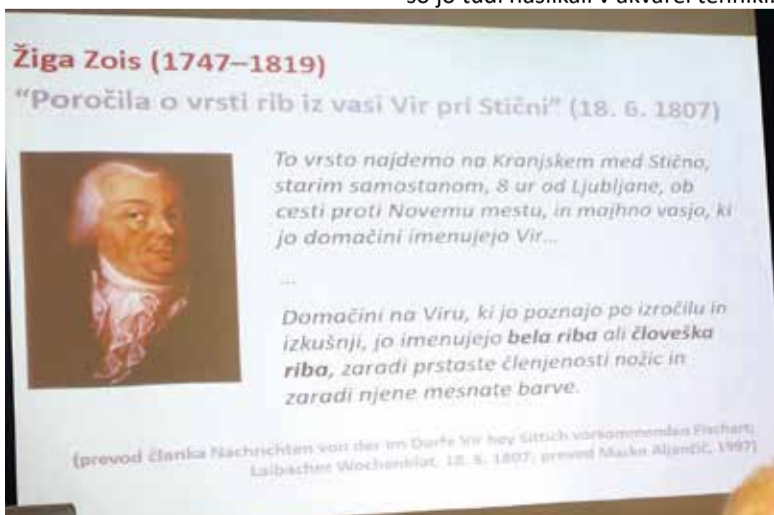 so jo tudi naslikali v akvarel tehniki.
Žiga Zois (1747–1819)
“Poročila o vrsti rib iz vasi Vir pri Stični” (18. 6. 1807)
To vrsto najdemo na Kranjskem med Stično,
starim samostanom, 8 ur od Ljubljane, ob
cesti proti Novemu mestu, in majhno vasjo, ki
jo domačini imenujejo Vir...
...
Domačini na Viru, ki jo poznajo po izročilu in
izkušnji, jo imenujejo bela riba ali človeška
riba, zaradi prstaste členjenosti nožic in
zaradi njene mesnate barve.
(prevod članka Nachrichten von der im Dorfe Vir bey Sittich vorkommenden Fischart;
Laibacher Wochenblat, 18. 6. 1807; prevod Marko Aljančič, 1997)